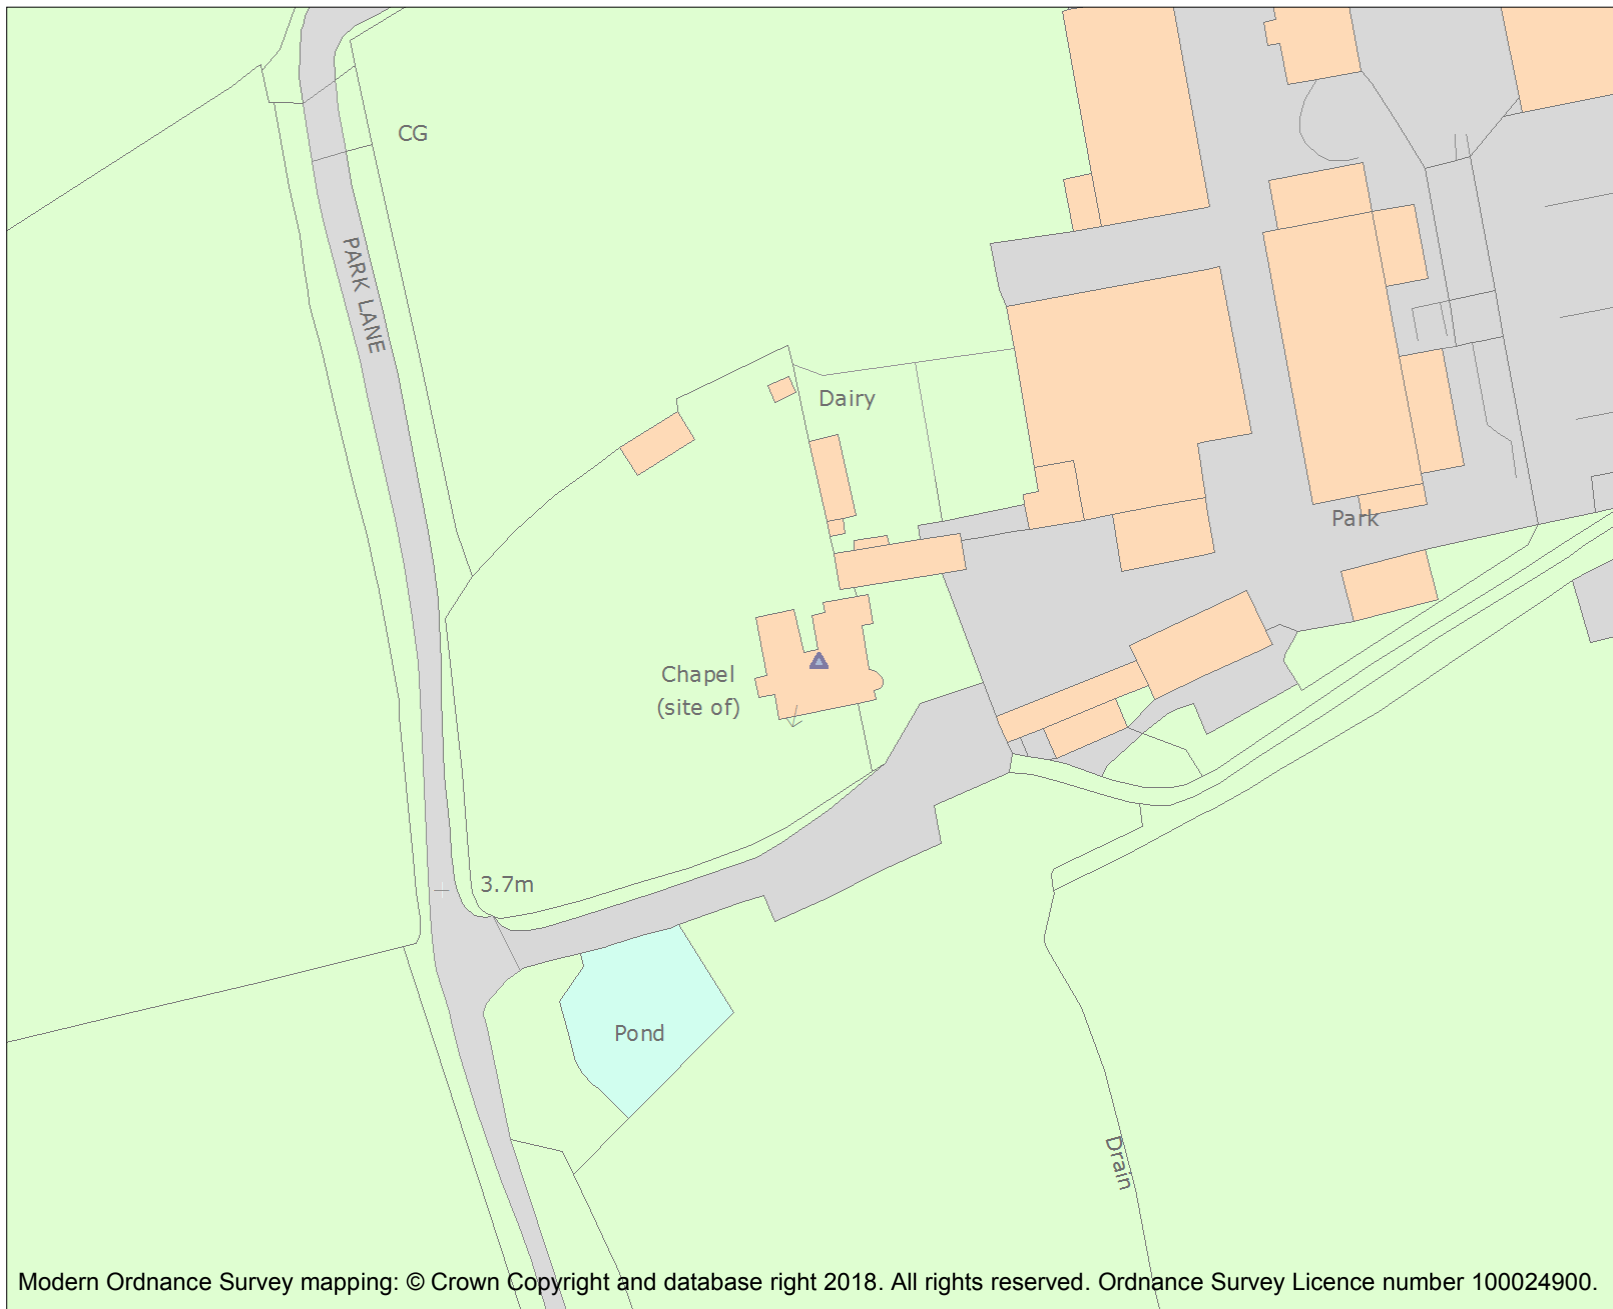 CG
PARK LANE
Dairy
Park
Chapel
(site of)
3.7m
Pond
Drain
Modern Ordnance Survey mapping: © Crown Copyright and database right 2018. All rights reserved. Ordnance Survey Licence number 100024900.